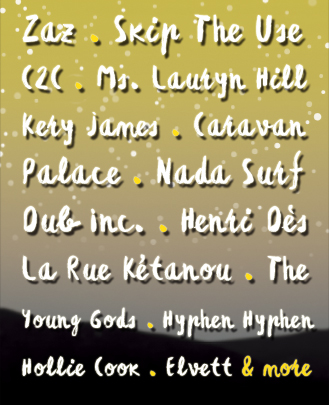 Zaz . Skip The Use
C2C . Ms. Lauryn Hill
Kery James . Caravan
Palace . Nada Surf
Dub inc. . Henri Dès
La Rue Kétanou . The
Young Gods . Hyphen Hyphen
Hollie Cook . Elvett & more